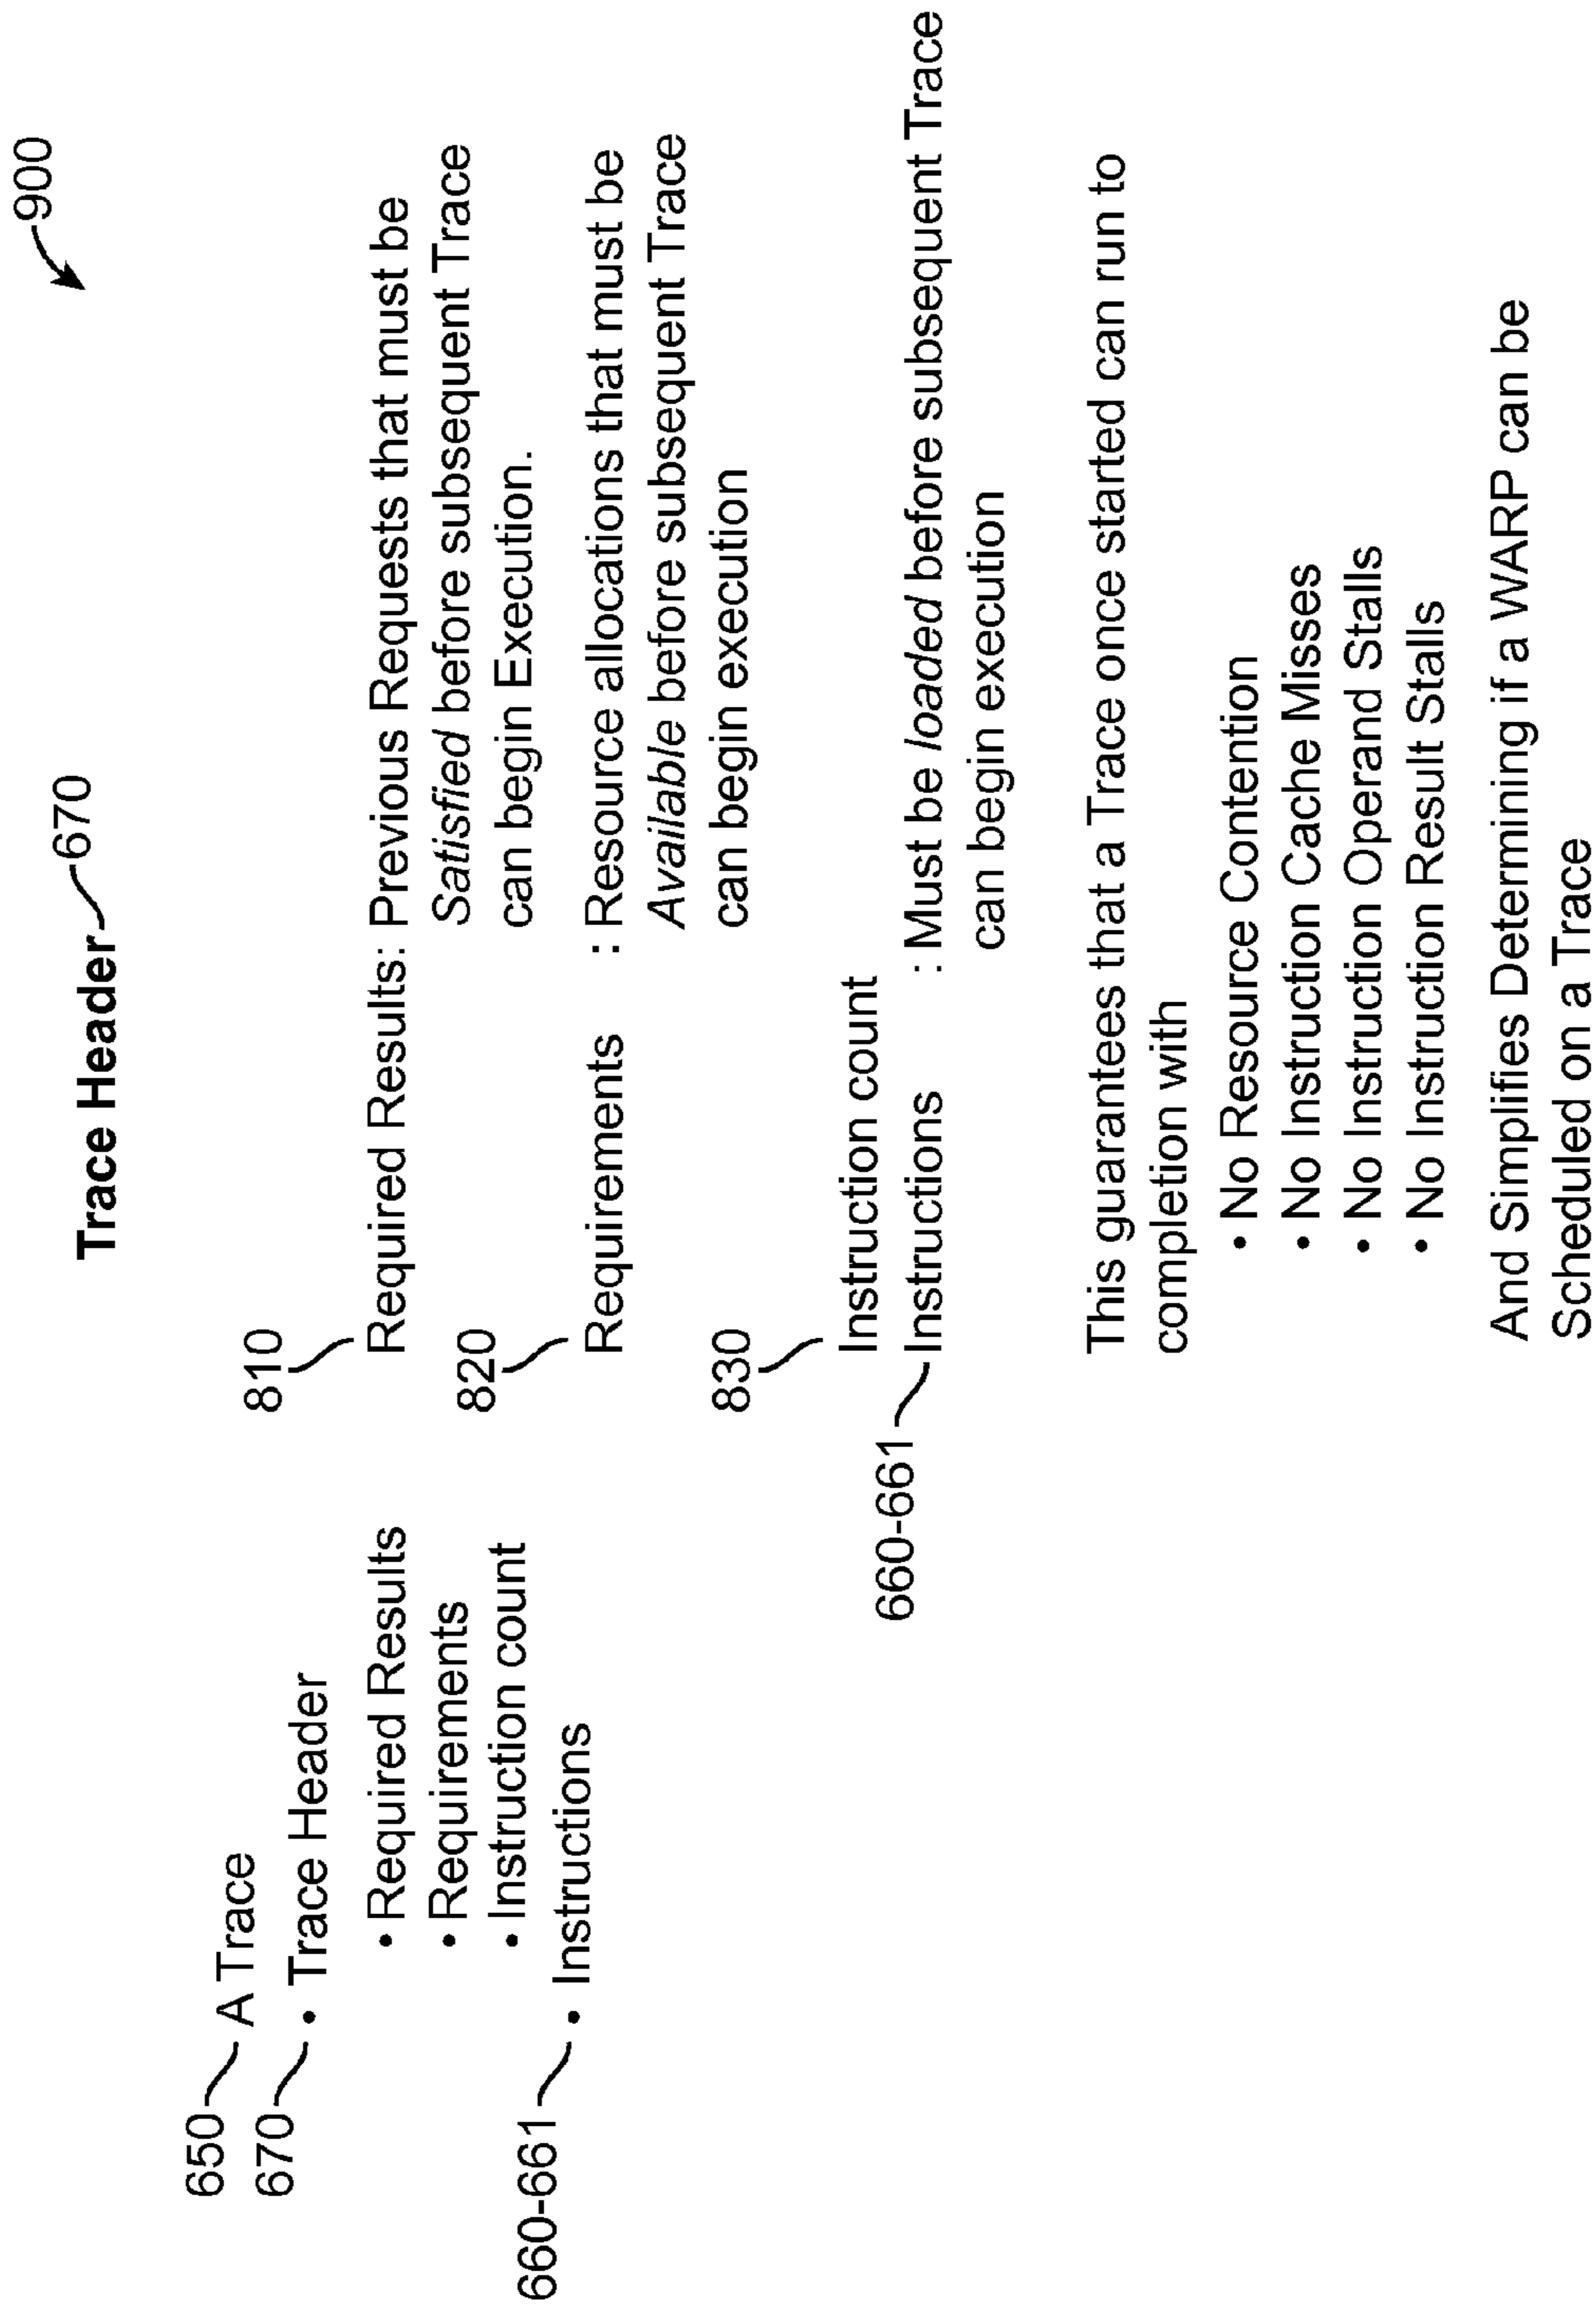 900
Trace Header 670
650 A Trace
670 • Trace Header
• Required Results
• Requirements
• Instruction count
660-661 • Instructions
810
Required Results: Previous Requests that must be
Satisfied before subsequent Trace
can begin Execution.
820
Requirements : Resource allocations that must be
Available before subsequent Trace
can begin execution
830
Instruction count
660-661 Instructions : Must be loaded before subsequent Trace
can begin execution
This guarantees that a Trace once started can run to
completion with
• No Resource Contention
• No Instruction Cache Misses
• No Instruction Operand Stalls
• No Instruction Result Stalls
And Simplifies Determining if a WARP can be
Scheduled on a Trace